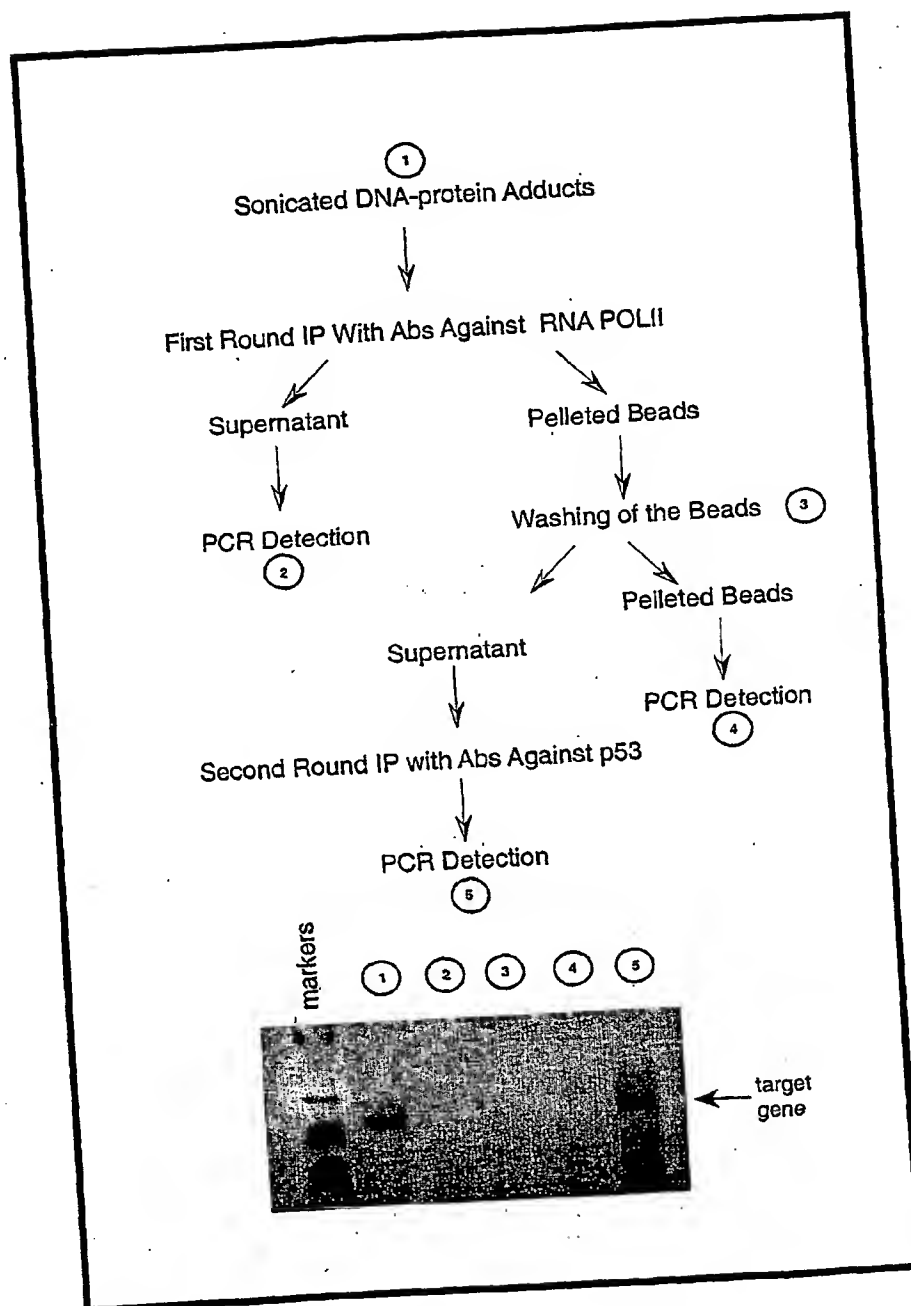 1
Sonicated DNA-protein Adducts
First Round IP With Abs Against RNA POLII
Supernatant
Pelleted Beads
PCR Detection
2
Washing of the Beads 3
Supernatant
Pelleted Beads
PCR Detection
4
Second Round IP with Abs Against p53
PCR Detection
5
markers
1 2 3 4 5
target
gene